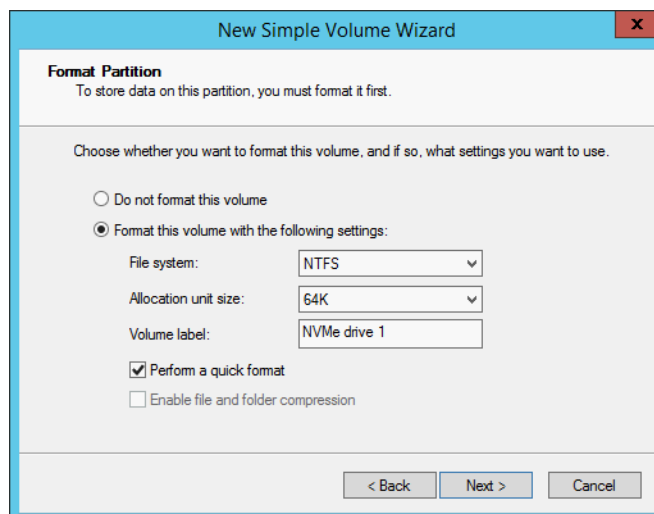 New Simple Volume Wizard
x
Format Partition
To store data on this partition, you must format it first.
Choose whether you want to format this volume, and if so, what settings you want to use.
Do not format this volume
Format this volume with the following settings:
File system: NTFS
Allocation unit size: 64K
Volume label: NVMe drive 1
Perform a quick format
Enable file and folder compression
< Back Next > Cancel